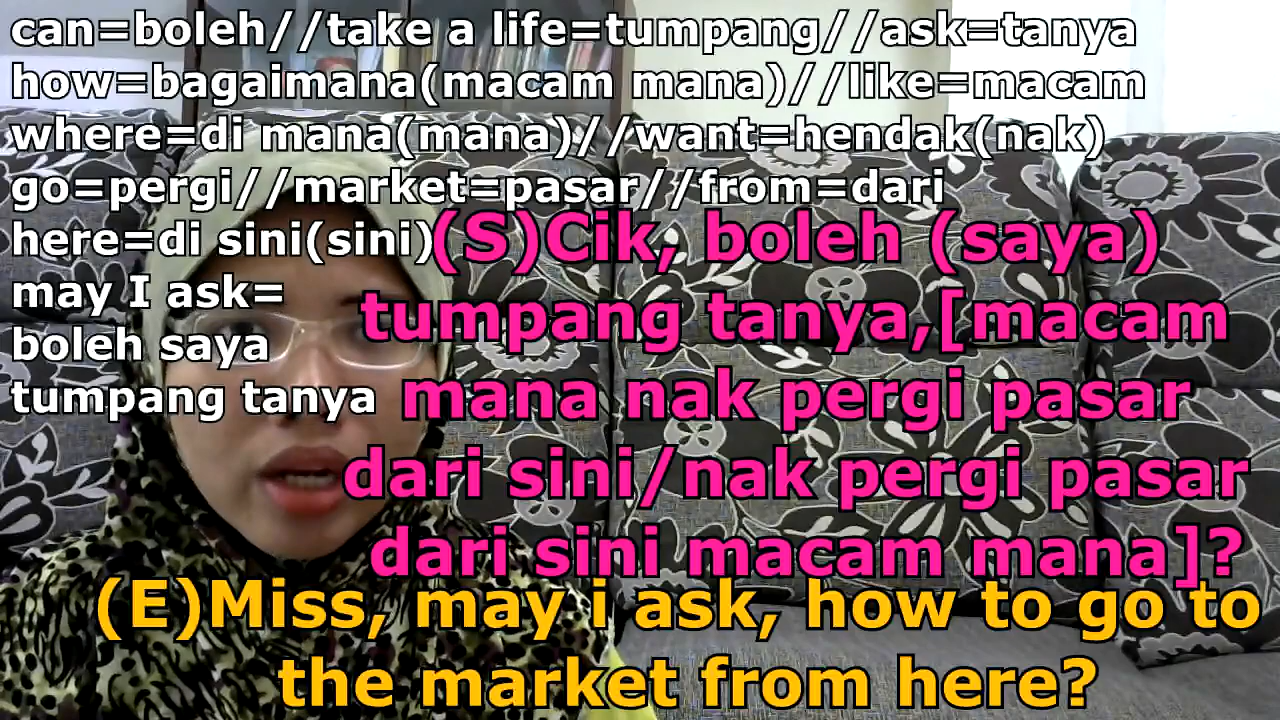 can=boleh//take a life=tumpang//ask=tanya
how=bagaimana(macam mana)//like=macam
where=di mana(mana)//want=hendak(nak)
go=pergi//market=pasar//from=dari
here=di sini(sini)
may I ask=
boleh saya
tumpang tanya
(S)Cik, boleh (saya)
tumpang tanya,[macam
mana nak pergi pasar
dari sini/nak pergi pasar
dari sini macam mana]?
(E)Miss, may i ask, how to go to
the market from here?